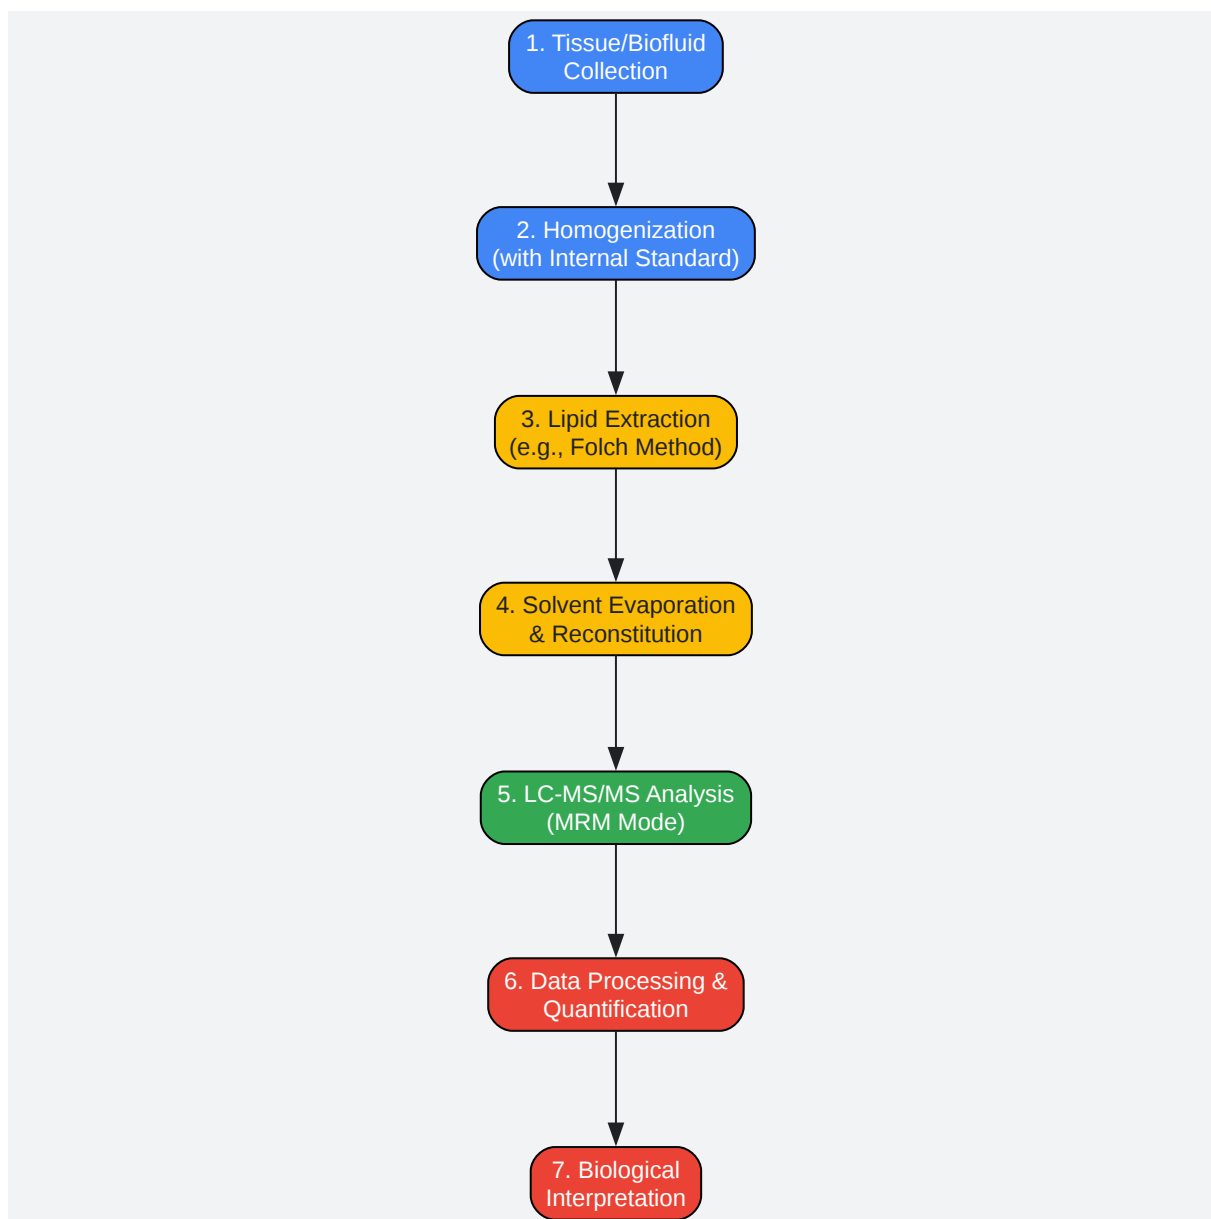 1. Tissue/Biofluid
Collection
2. Homogenization
(with Internal Standard)
3. Lipid Extraction
(e.g., Folch Method)
4. Solvent Evaporation
& Reconstitution
5. LC-MS/MS Analysis
(MRM Mode)
6. Data Processing &
Quantification
7. Biological
Interpretation